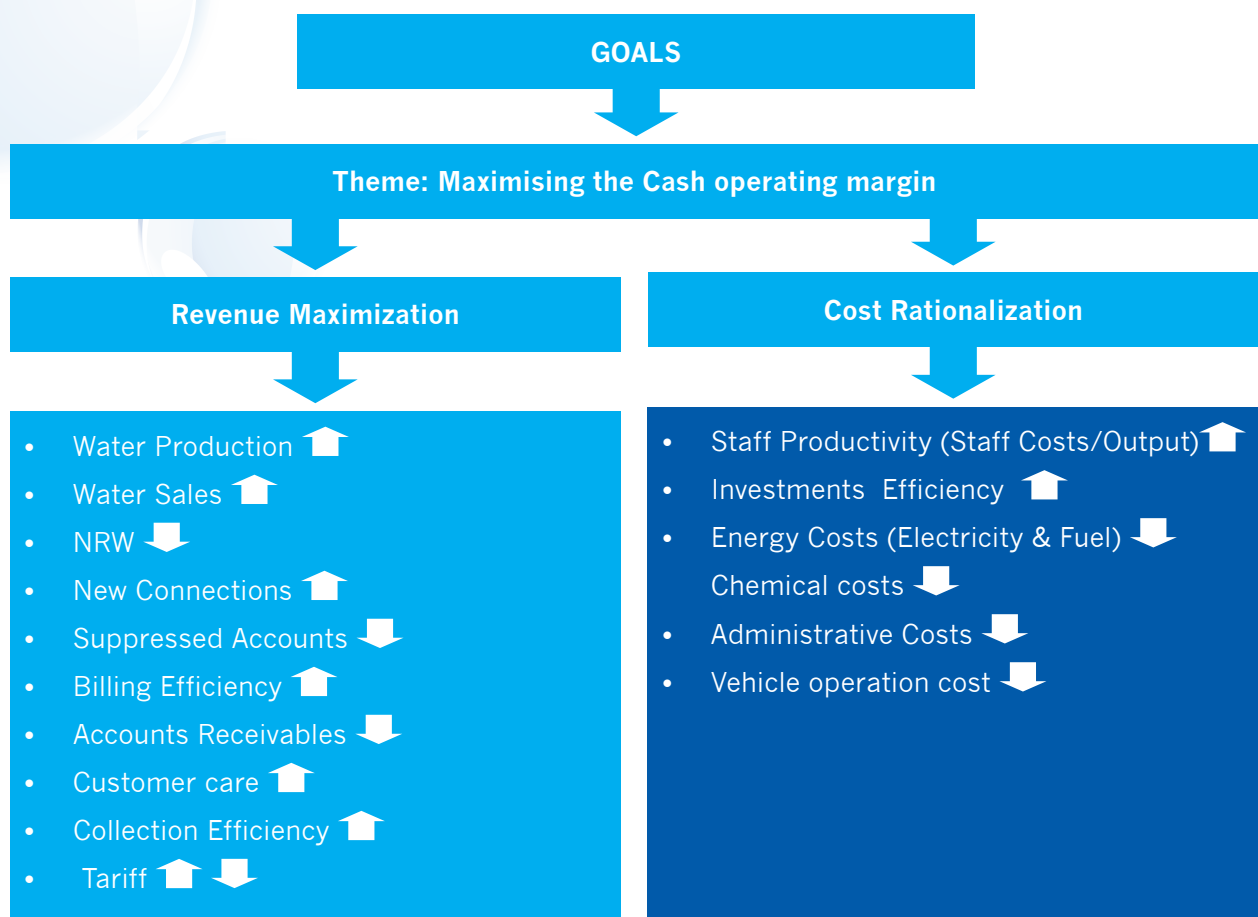 GOALS
Theme: Maximising the Cash operating margin
Revenue Maximization
• Water Production
• Water Sales
• NRW
• New Connections
• Suppressed Accounts
• Billing Efficiency
• Accounts Receivables
• Customer care
• Collection Efficiency
• Tariff
Cost Rationalization
• Staff Productivity (Staff Costs/Output)
• Investments Efficiency
• Energy Costs (Electricity & Fuel)
Chemical costs
• Administrative Costs
• Vehicle operation cost